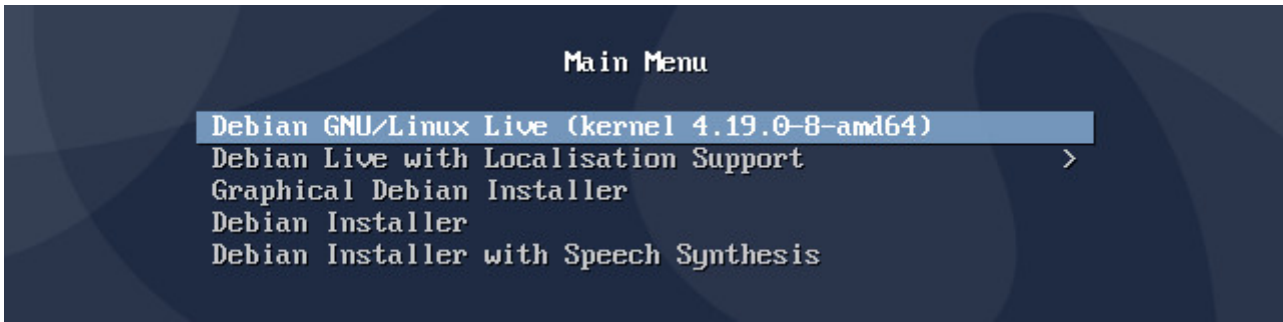 Main Menu
Debian GNU/Linux Live (kernel 4.19.0-8-amd64)
Debian Live with Localisation Support >
Graphical Debian Installer
Debian Installer
Debian Installer with Speech Synthesis